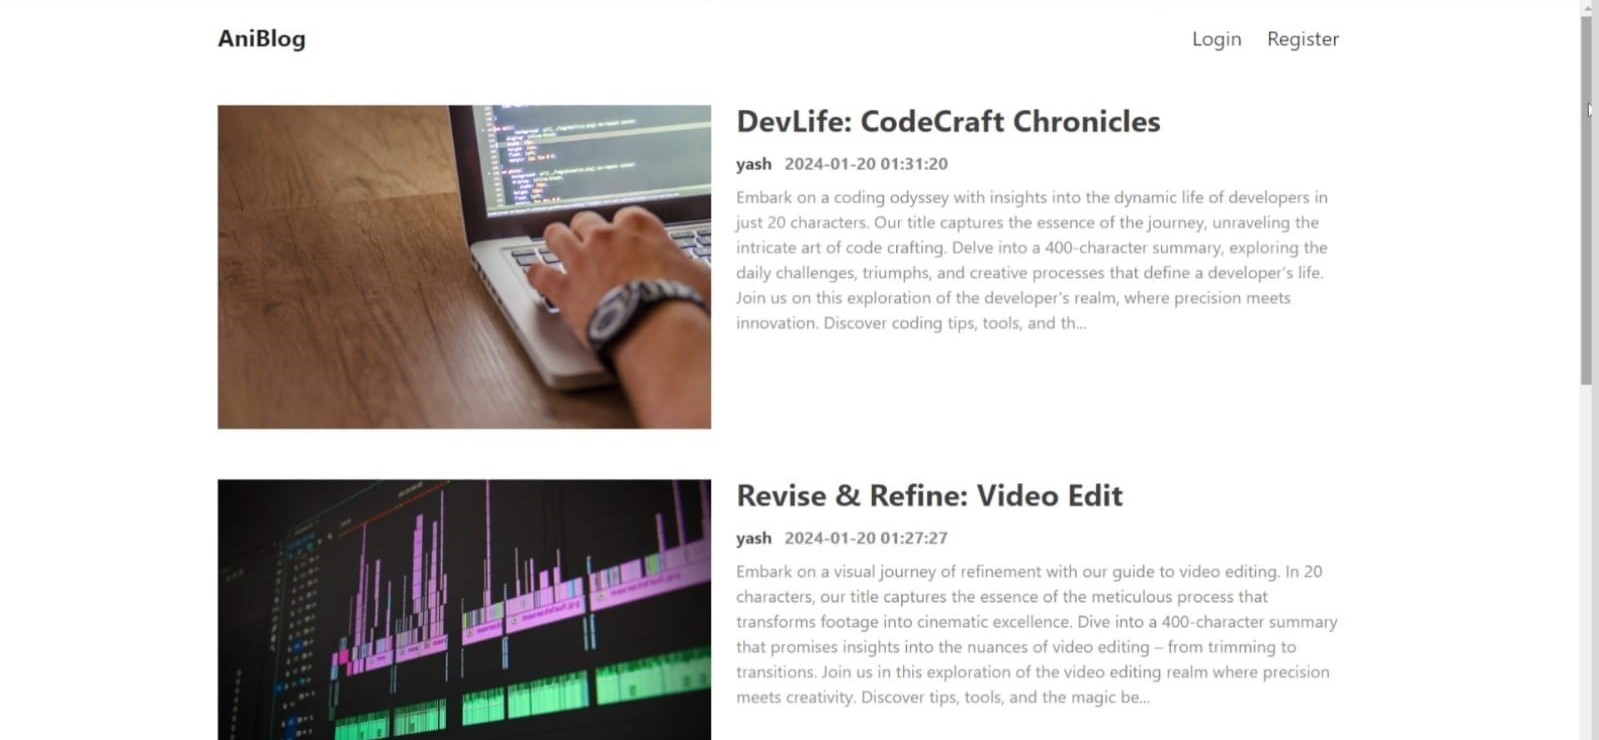 AniBlog
Login Register
DevLife: CodeCraft Chronicles
yash 2024-01-20 01:31:20
Embark on a coding odyssey with insights into the dynamic life of developers in
just 20 characters. Our title captures the essence of the journey, unraveling the
intricate art of code crafting. Delve into a 400-character summary, exploring the
daily challenges, triumphs, and creative processes that define a developer's life.
Join us on this exploration of the developer's realm, where precision meets
innovation. Discover coding tips, tools, and th...
Revise & Refine: Video Edit
yash 2024-01-20 01:27:27
Embark on a visual journey of refinement with our guide to video editing. In 20
characters, our title captures the essence of the meticulous process that
transforms footage into cinematic excellence. Dive into a 400-character summary
that promises insights into the nuances of video editing – from trimming to
transitions. Join us in this exploration of the video editing realm where precision
meets creativity. Discover tips, tools, and the magic be...